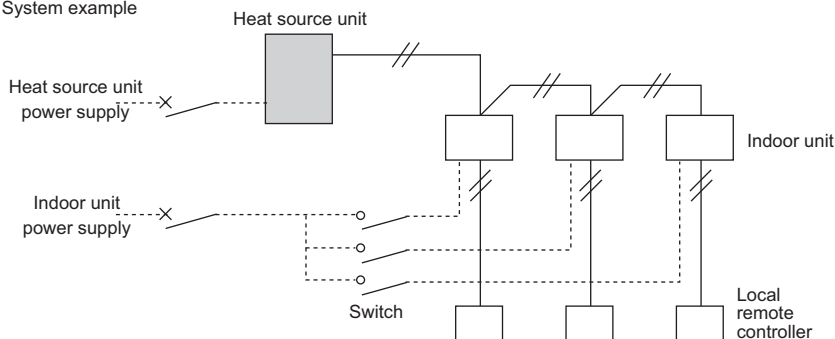 System example
Heat source unit
Heat source unit
power supply
Indoor unit
Indoor unit
power supply
Switch
Local
remote
controller